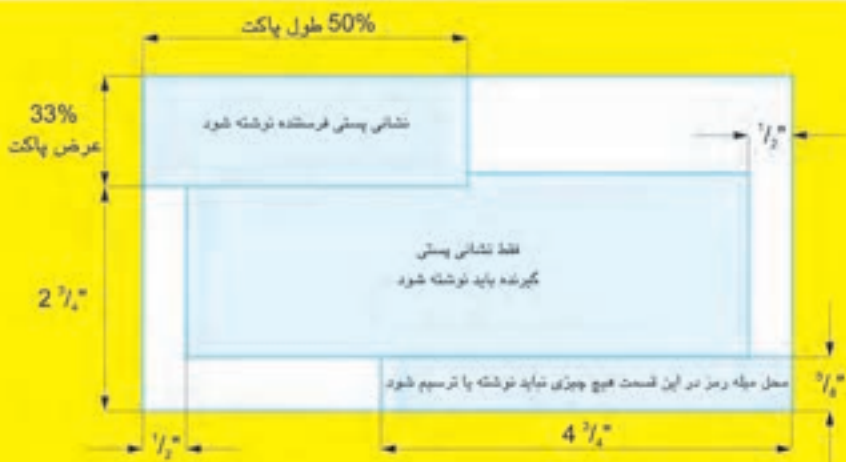 50% طول پاکت
33%
عرض پاکت
نشانی پستی فرستنده نوشته شود
1/2"
فقط نشانی پستی
گیرنده باید نوشته شود
2 3/4"
محل میله رمز در این قسمت هیچ چیزی نباید نوشته یا ترسیم شود
5/8"
1/2"
4 3/4"